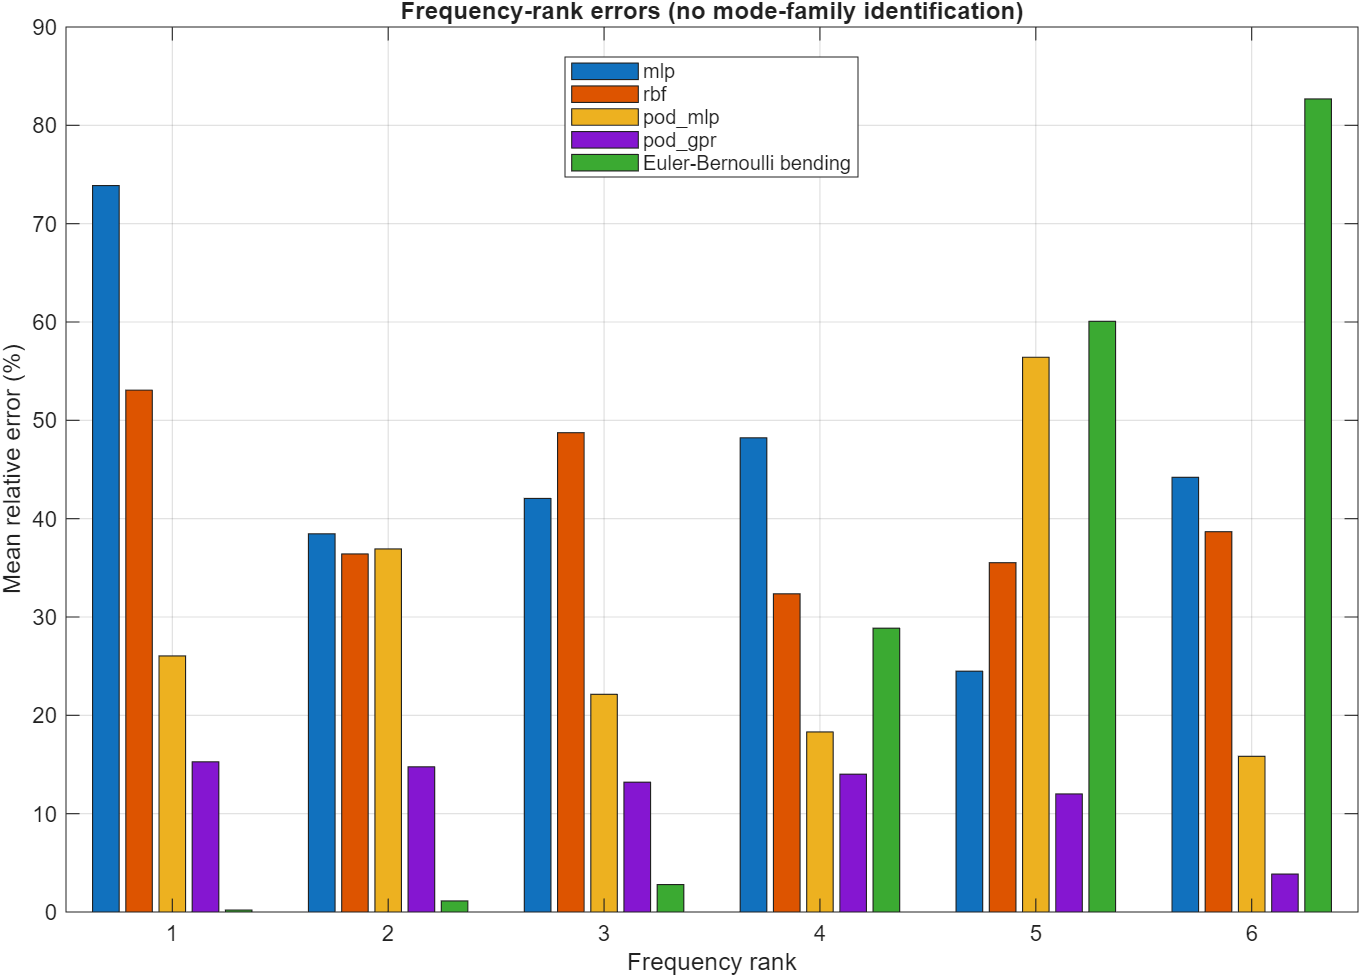 Frequency-rank errors (no mode-family identification)
90
80
70
60
50
40
30
20
10
0
Mean relative error (%)
mlp
rbf
pod_mlp
pod_gpr
Euler-Bernoulli bending
1 2 3 4 5 6
Frequency rank